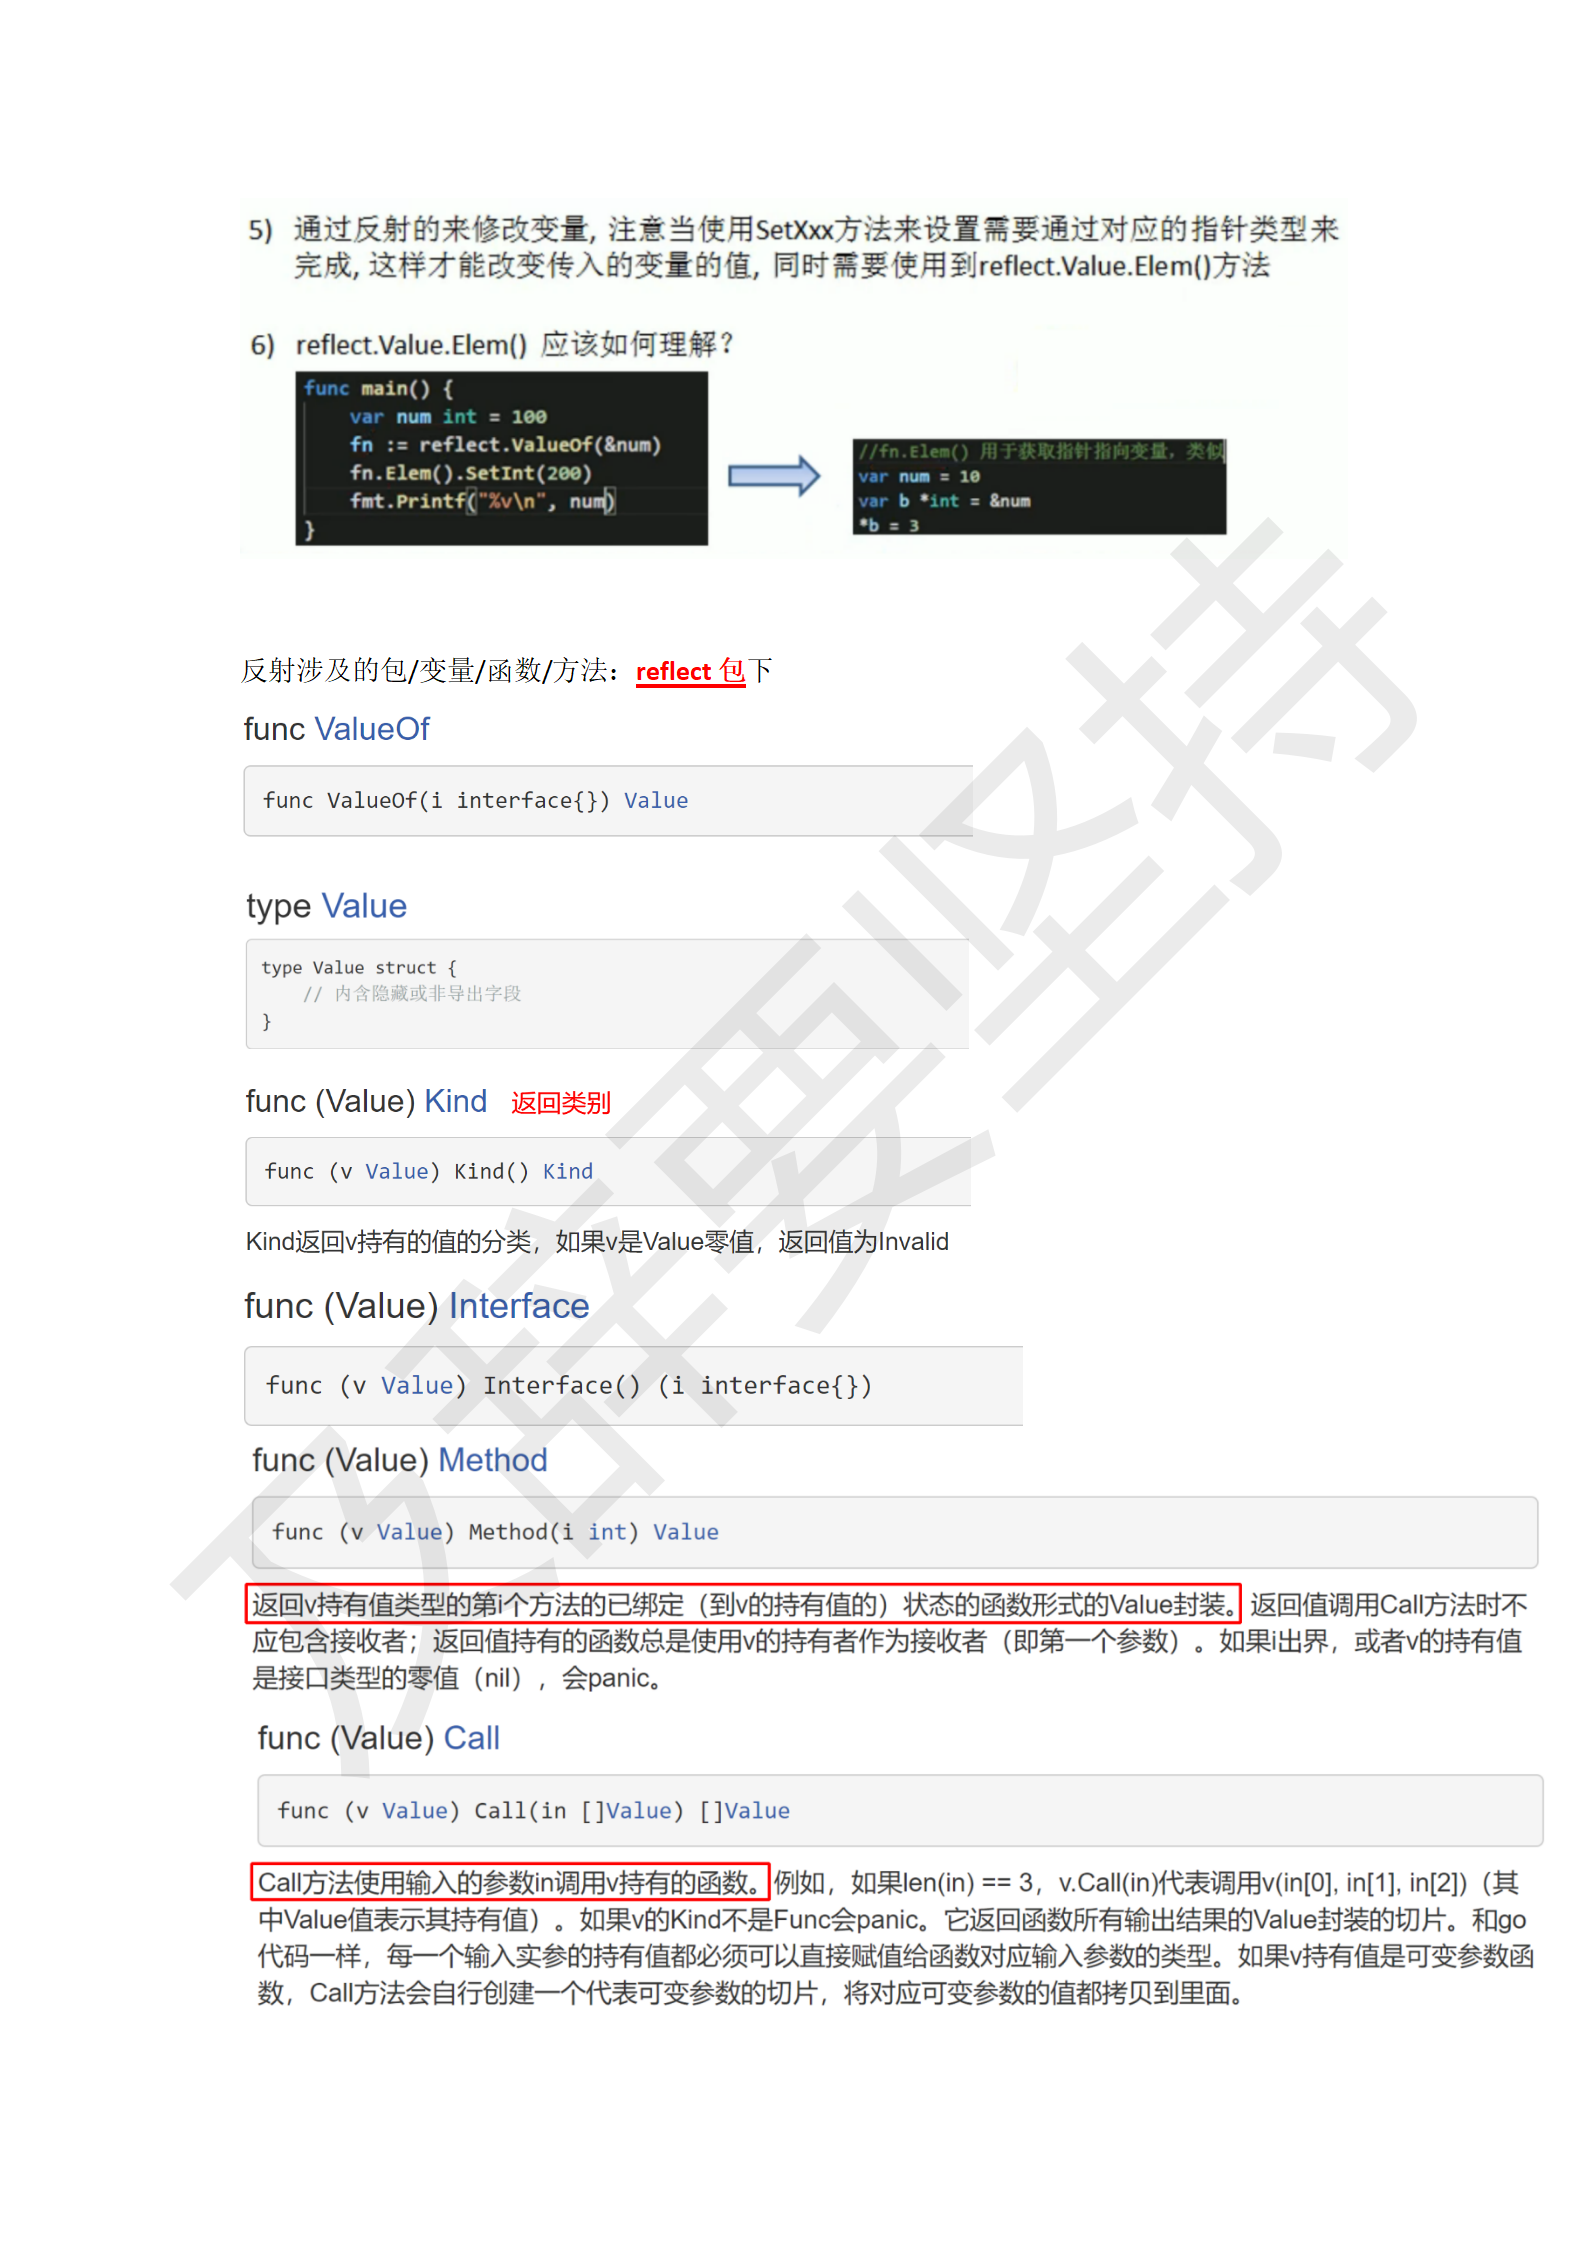 5) 通过反射的来修改变量, 注意当使用SetXxx方法来设置需要通过对应的指针类型来
完成, 这样才能改变传入的变量的值, 同时需要使用到reflect.Value.Elem()方法
6) reflect.Value.Elem() 应该如何理解?
func main() {
var num int = 100
fn := reflect.ValueOf(&num)
fn.Elem().SetInt(200)
fmt.Printf("%v\n", num)
}
//fn.Elem() 用于获取指针指向变量，类似
var num = 10
var b *int = &num
*b = 3
反射涉及的包/变量/函数/方法：reflect 包下
func ValueOf
func ValueOf(i interface{}) Value
type Value
type Value struct {
// 内含隐藏或非导出字段
}
func (Value) Kind 返回类别
func (v Value) Kind() Kind
Kind返回v持有的值的分类，如果v是Value零值，返回值为Invalid
func (Value) Interface
func (v Value) Interface() (i interface{})
func (Value) Method
func (v Value) Method(i int) Value
返回v持有值类型的第i个方法的已绑定（到v的持有值的）状态的函数形式的Value封装。返回值调用Call方法时不
应包含接收者；返回值持有的函数总是使用v的持有者作为接收者（即第一个参数）。如果i出界，或者v的持有值
是接口类型的零值（nil），会panic。
func (Value) Call
func (v Value) Call(in []Value) []Value
Call方法使用输入的参数in调用v持有的函数。例如，如果len(in) == 3，v.Call(in)代表调用v(in[0], in[1], in[2])（其
中Value值表示其持有值）。如果v的Kind不是Func会panic。它返回函数所有输出结果的Value封装的切片。和go
代码一样，每一个输入实参的持有值都必须可以直接赋值给函数对应输入参数的类型。如果v持有值是可变参数函
数，Call方法会自行创建一个代表可变参数的切片，将对应可变参数的值都拷贝到里面。
又辞要坚持